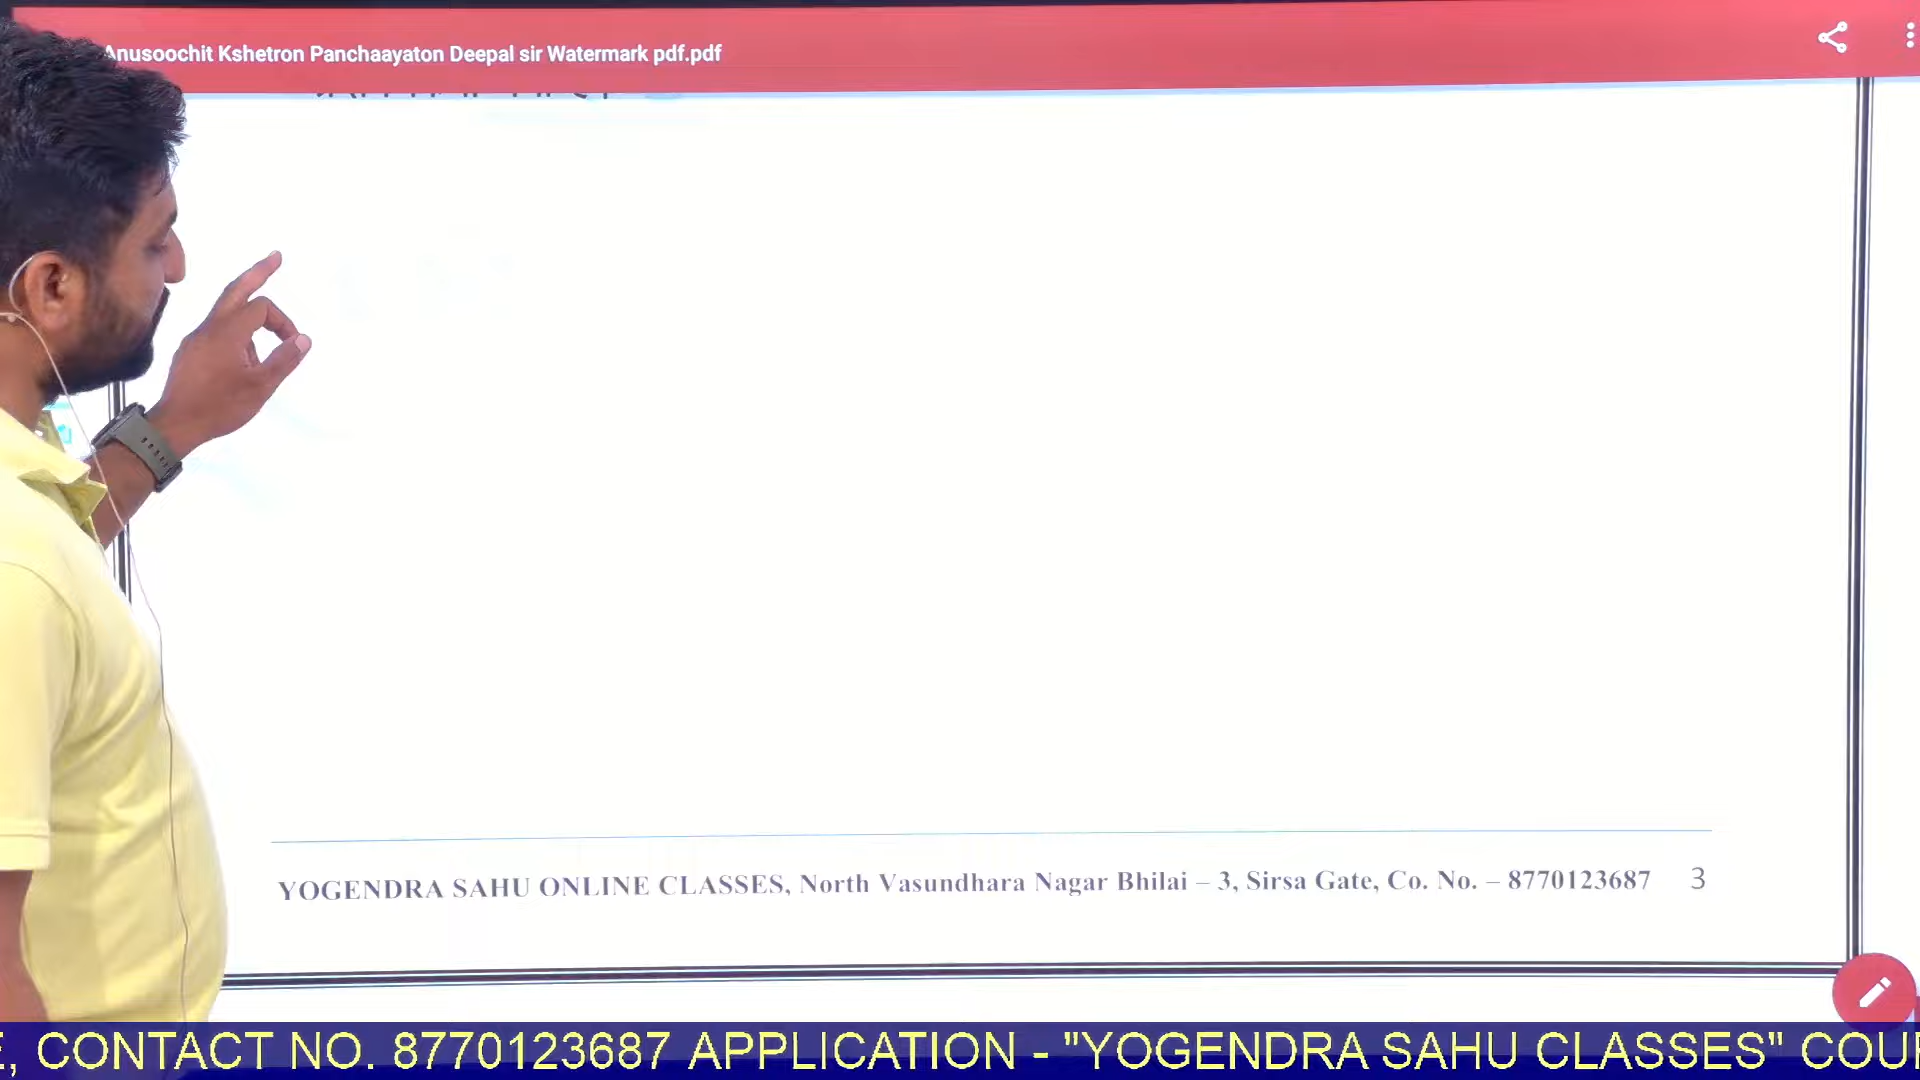 Anusoochit Kshetron Panchaayaton Deepal sir Watermark pdf.pdf
YOGENDRA SAHU ONLINE CLASSES, North Vasundhara Nagar Bhilai – 3, Sirsa Gate, Co. No. – 8770123687 3
, CONTACT NO. 8770123687 APPLICATION - "YOGENDRA SAHU CLASSES"